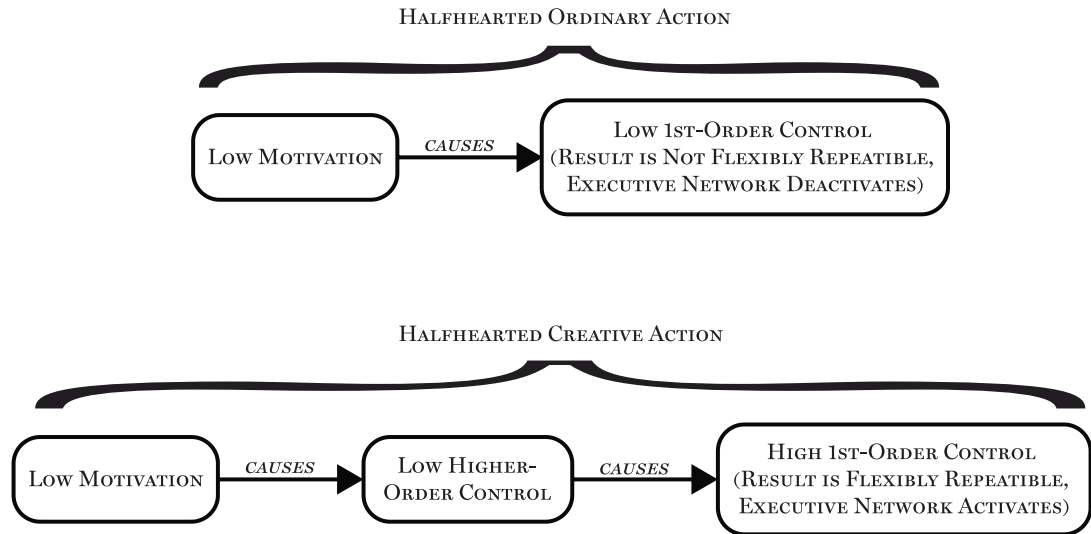 Halfhearted Ordinary Action
Low Motivation
causes
Low 1st-Order Control
(Result is Not Flexibly Repeatible,
Executive Network Deactivates)
Halfhearted Creative Action
Low Motivation
causes
Low Higher-
Order Control
causes
High 1st-Order Control
(Result is Flexibly Repeatible,
Executive Network Activates)